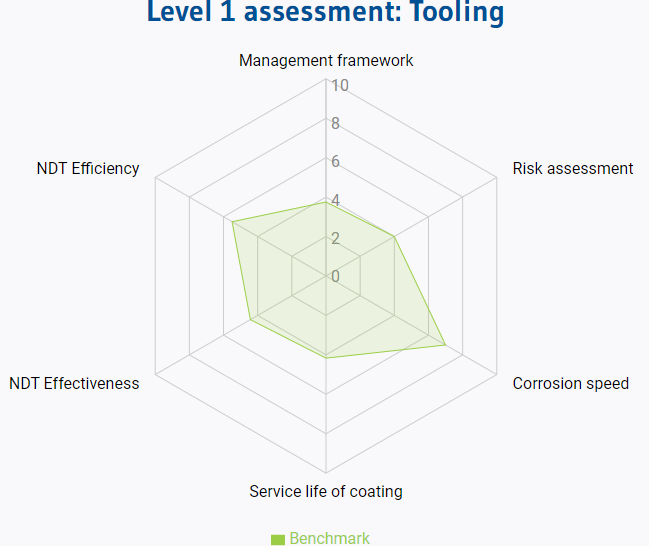 Level 1 assessment: Tooling
Management framework
10
8
6
4
2
0
NDT Efficiency
Risk assessment
NDT Effectiveness
Corrosion speed
Service life of coating
Benchmark